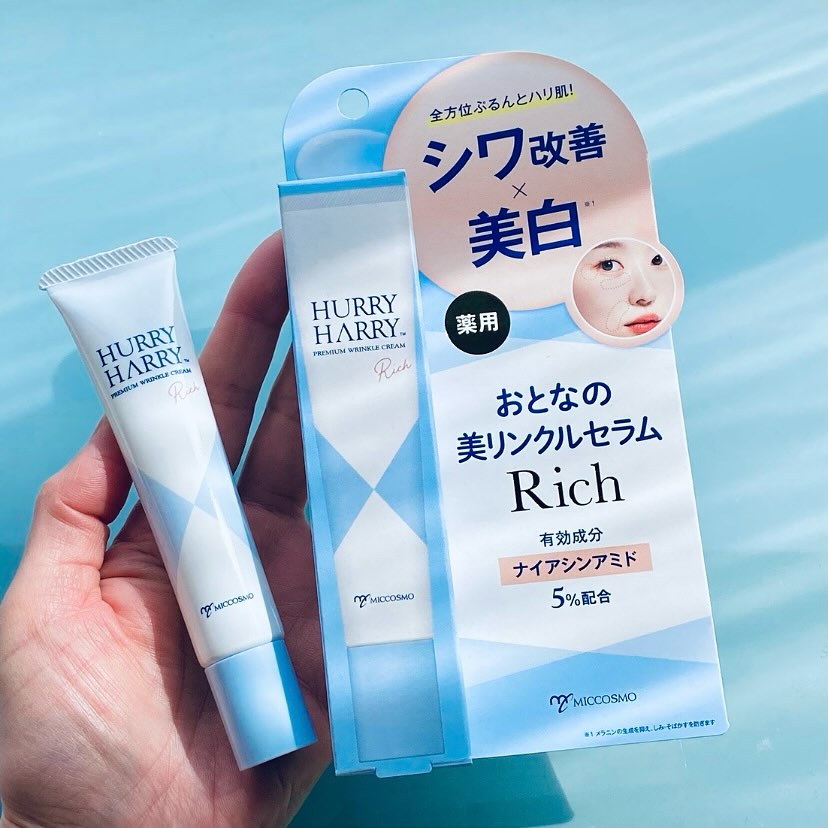 HURRY
HARRY™
PREMIUM WRINKLE CREAM
Rich
MICCOSMO
HURRY
HARRY™
PREMIUM WRINKLE CREAM
Rich
MICCOSMO
全方位ぷるんとハリ肌!
シワ改善
×
美白※1
薬用
おとなの
美リンクルセラム
Rich
有効成分
ナイアシンアミド
5%配合
MICCOSMO
※1 メラニンの生成を抑え、しみ・そばかすを防ぎます